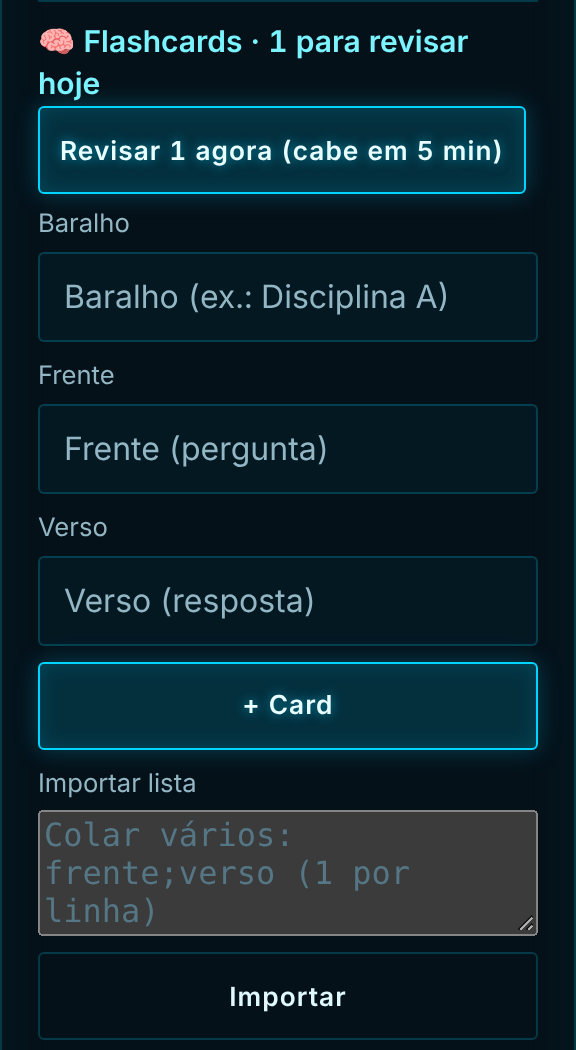 🧠 Flashcards · 1 para revisar
hoje
Revisar 1 agora (cabe em 5 min)
Baralho
Baralho (ex.: Disciplina A)
Frente
Frente (pergunta)
Verso
Verso (resposta)
+ Card
Importar lista
Colar vários:
frente;verso (1 por
linha)
Importar